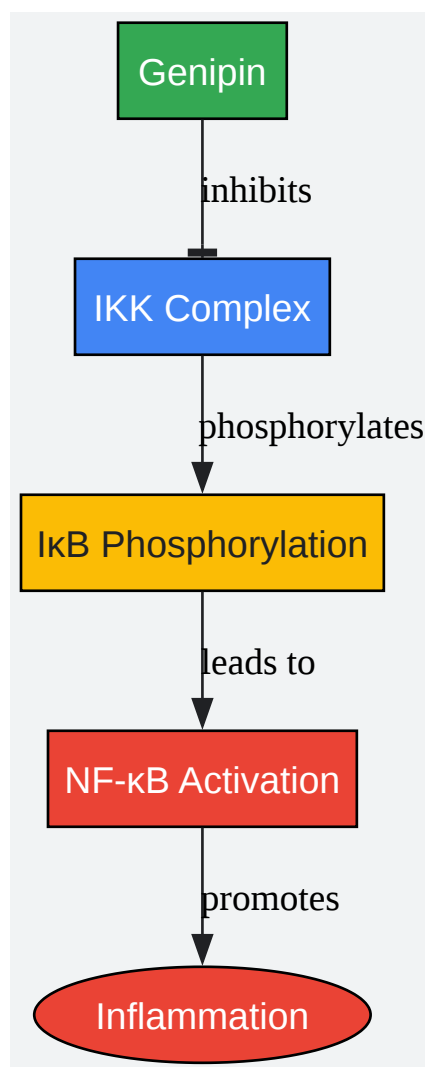 Genipin
inhibits
IKK Complex
phosphorylates
IκB Phosphorylation
leads to
NF-κB Activation
promotes
Inflammation